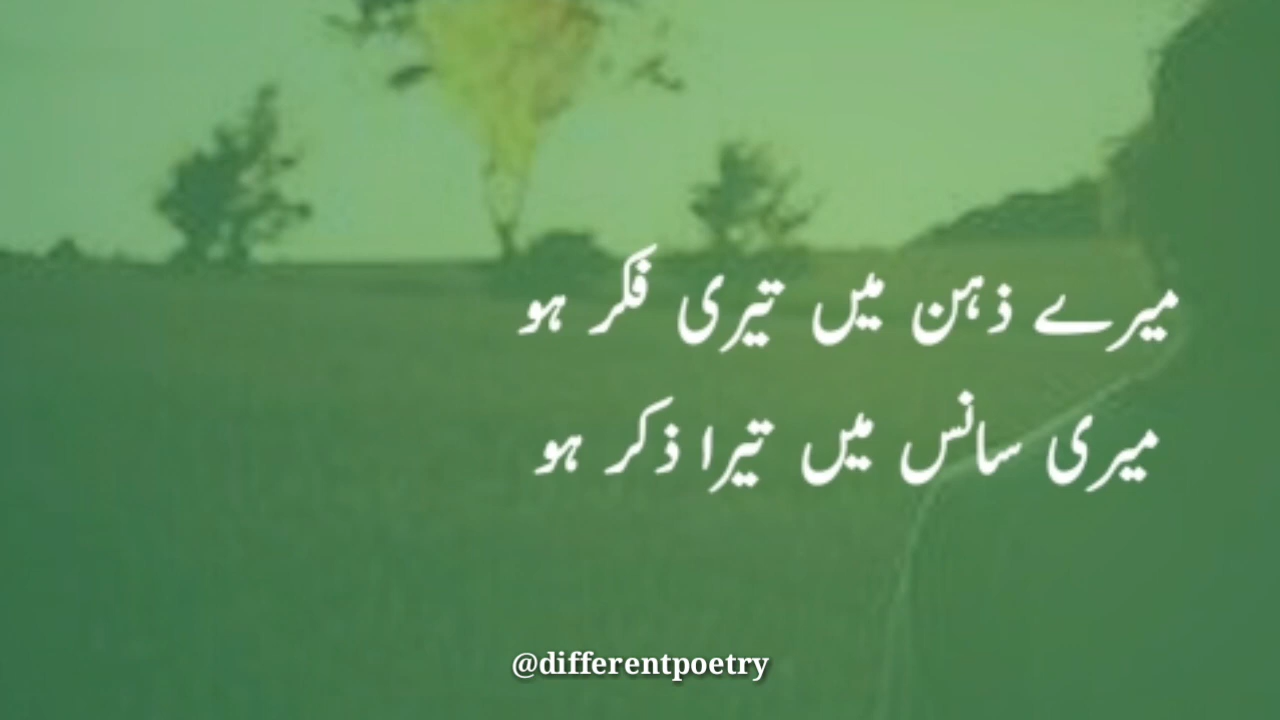 میرے ذہن میں تیری فکر ہو
میری سانس میں تیرا ذکر ہو
@differentpoetry